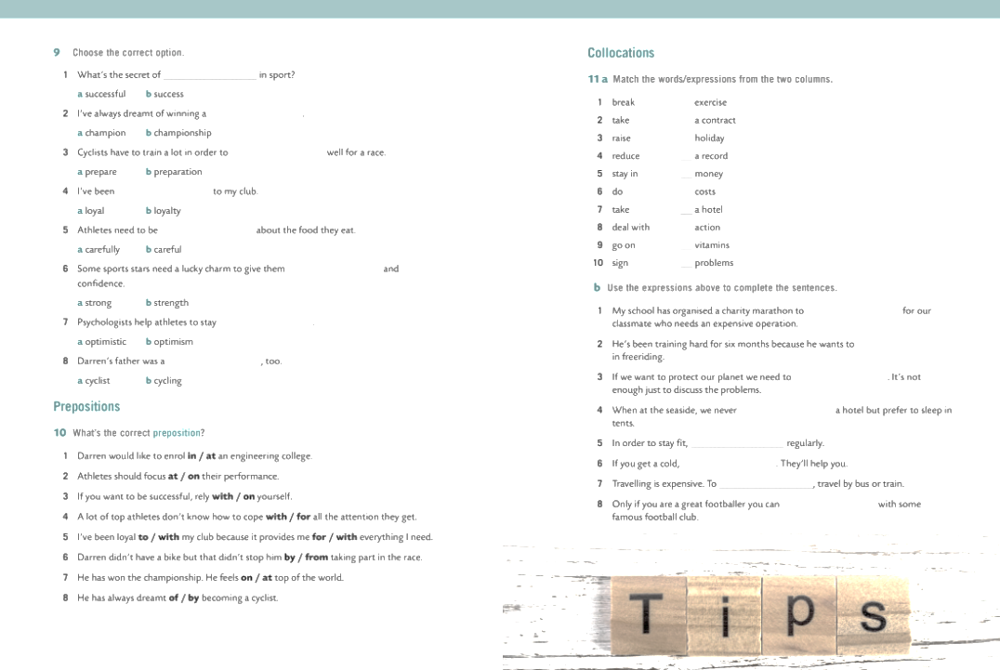 9 Choose the correct option.
1 What's the secret of ____________ in sport?
a successful b success
2 I've always dreamt of winning a .
a champion b championship
3 Cyclists have to train a lot in order to well for a race.
a prepare b preparation
4 I've been to my club.
a loyal b loyalty
5 Athletes need to be about the food they eat.
a carefully b careful
6 Some sports stars need a lucky charm to give them and
confidence.
a strong b strength
7 Psychologists help athletes to stay .
a optimistic b optimism
8 Darren's father was a , too.
a cyclist b cycling
Prepositions
10 What's the correct preposition?
1 Darren would like to enrol in / at an engineering college.
2 Athletes should focus at / on their performance.
3 If you want to be successful, rely with / on yourself.
4 A lot of top athletes don't know how to cope with / for all the attention they get.
5 I've been loyal to / with my club because it provides me for / with everything I need.
6 Darren didn't have a bike but that didn't stop him by / from taking part in the race.
7 He has won the championship. He feels on / at top of the world.
8 He has always dreamt of / by becoming a cyclist.
Collocations
11 a Match the words/expressions from the two columns.
1 break exercise
2 take a contract
3 raise holiday
4 reduce __ a record
5 stay in __ money
6 do costs
7 take __ a hotel
8 deal with action
9 go on vitamins
10 sign __ problems
b Use the expressions above to complete the sentences.
1 My school has organised a charity marathon to for our
classmate who needs an expensive operation.
2 He's been training hard for six months because he wants to
in freeriding.
3 If we want to protect our planet we need to . It's not
enough just to discuss the problems.
4 When at the seaside, we never a hotel but prefer to sleep in
tents.
5 In order to stay fit, ____________ regularly.
6 If you get a cold, . They'll help you.
7 Travelling is expensive. To ____________, travel by bus or train.
8 Only if you are a great footballer you can with some
famous football club.
Tips